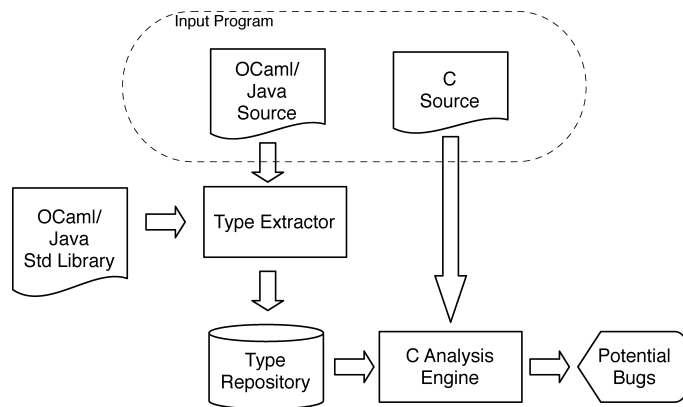 Input Program
OCaml/
Java
Source
C
Source
OCaml/
Java
Std Library
Type Extractor
Type
Repository
C Analysis
Engine
Potential
Bugs